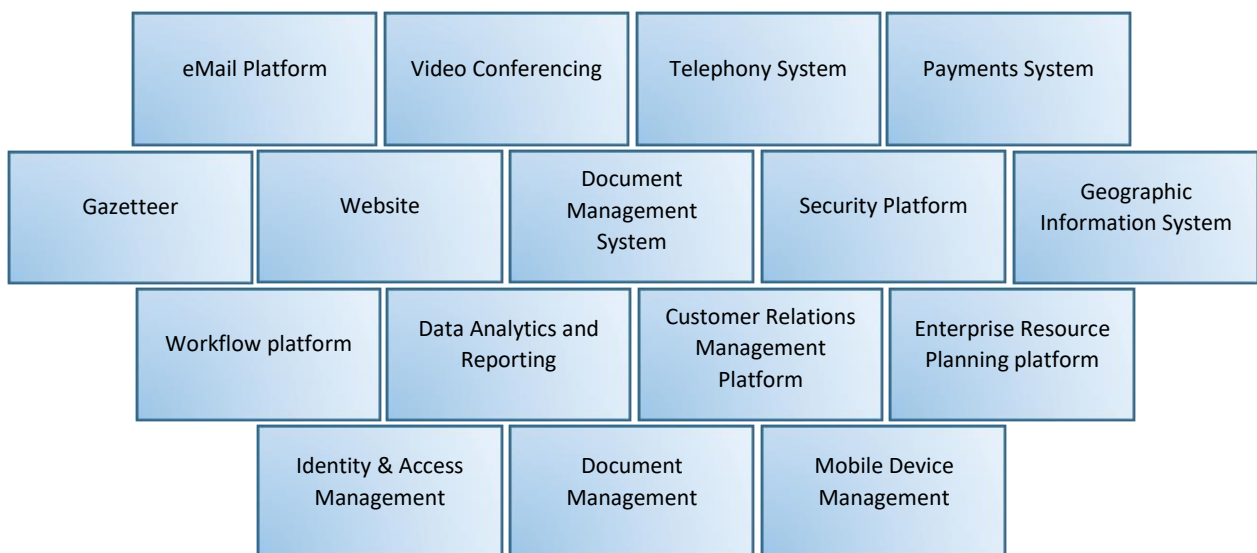 eMail Platform
Video Conferencing
Telephony System
Payments System
Gazetteer
Website
Document
Management
System
Security Platform
Geographic
Information System
Workflow platform
Data Analytics and
Reporting
Customer Relations
Management
Platform
Enterprise Resource
Planning platform
Identity & Access
Management
Document
Management
Mobile Device
Management